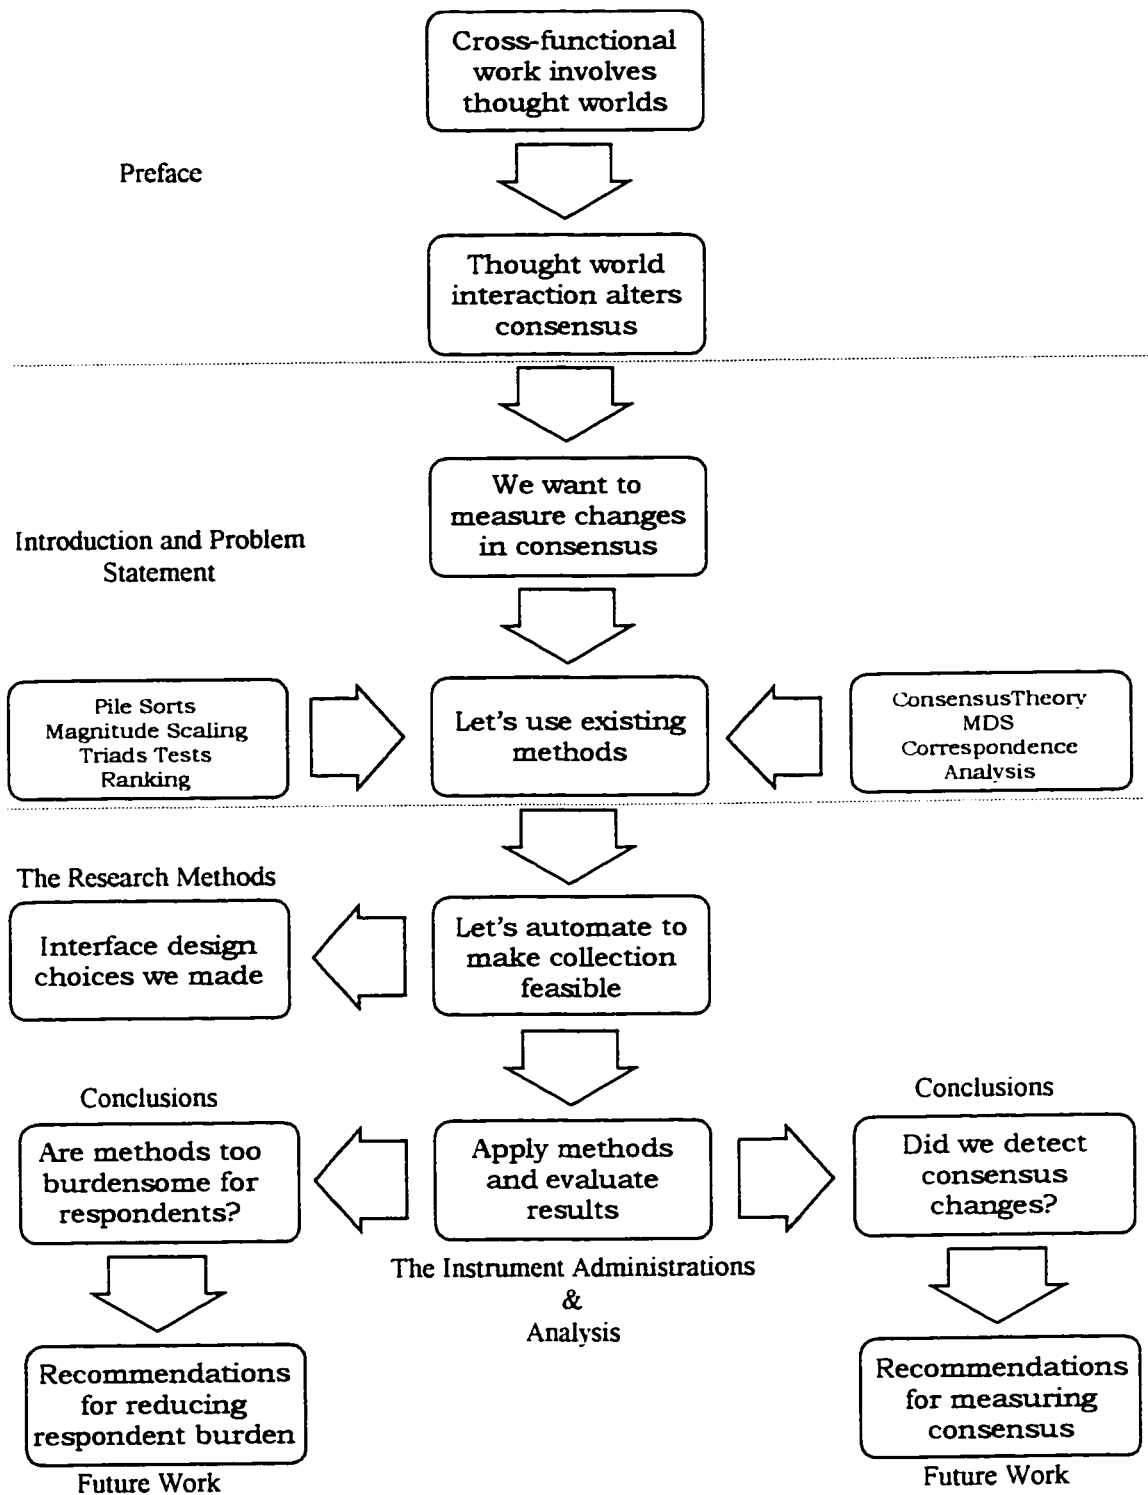 Cross-functional
work involves
thought worlds
Preface
Thought world
interaction alters
consensus
We want to
measure changes
in consensus
Introduction and Problem
Statement
Pile Sorts
Magnitude Scaling
Triads Tests
Ranking
Let's use existing
methods
ConsensusTheory
MDS
Correspondence
Analysis
The Research Methods
Interface design
choices we made
Let's automate to
make collection
feasible
Conclusions
Are methods too
burdensome for
respondents?
Apply methods
and evaluate
results
Conclusions
Did we detect
consensus
changes?
The Instrument Administrations
&
Analysis
Recommendations
for reducing
respondent burden
Future Work
Recommendations
for measuring
consensus
Future Work